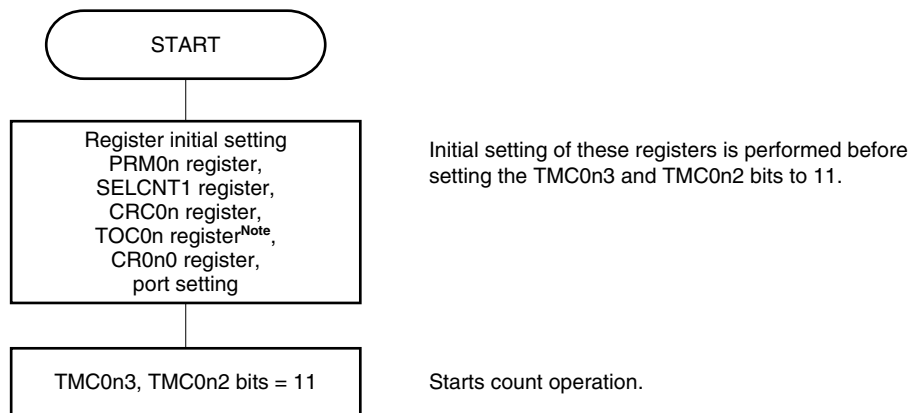 START
Register initial setting
PRM0n register,
SELCNT1 register,
CRC0n register,
TOC0n registerNote,
CR0n0 register,
port setting
Initial setting of these registers is performed before
setting the TMC0n3 and TMC0n2 bits to 11.
TMC0n3, TMC0n2 bits = 11
Starts count operation.